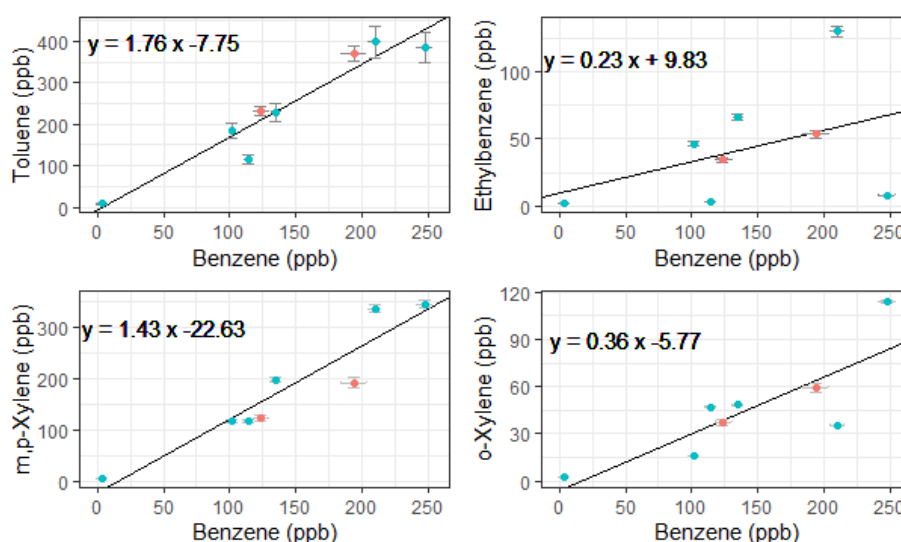 y = 1.76 x -7.75
Toluene (ppb)
400
300
200
100
0
0 50 100 150 200 250
Benzene (ppb)
y = 0.23 x + 9.83
Ethylbenzene (ppb)
100
50
0
0 50 100 150 200 250
Benzene (ppb)
y = 1.43 x -22.63
m,p-Xylene (ppb)
300
200
100
0
0 50 100 150 200 250
Benzene (ppb)
y = 0.36 x -5.77
o-Xylene (ppb)
120
90
60
30
0
0 50 100 150 200 250
Benzene (ppb)